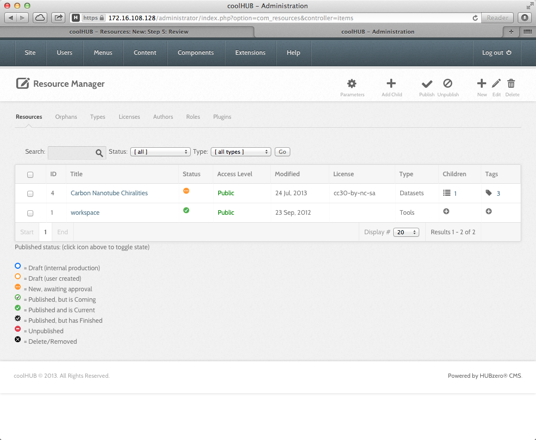 coolHUB – Administration
https 172.16.108.128/administrator/index.php?option=com_resources&controller=items
Reader
coolHUB – Resources: New: Step 5: Review
coolHUB – Administration
Site Users Menus Content Components Extensions Help Log out
Resource Manager
Parameters Add Child Publish Unpublish New Edit Delete
Resources Orphans Types Licenses Authors Roles Plugins
Search: Status: [ all ] Type: [ all types ] Go
ID Title Status Access Level Modified License Type Children Tags
4 Carbon Nanotube Chiralities Public 24 Jul. 2013 cc30-by-nc-sa Datasets 1 3
1 workspace Public 23 Sep. 2012 Tools
Start 1 End Display # 20 Results 1 - 2 of 2
Published status: (click icon above to toggle state)
= Draft (internal production)
= Draft (user created)
= New, awaiting approval
= Published, but is Coming
= Published and is Current
= Published, but has Finished
= Unpublished
= Delete/Removed
coolHUB © 2013. All Rights Reserved.
Powered by HUBzero® CMS